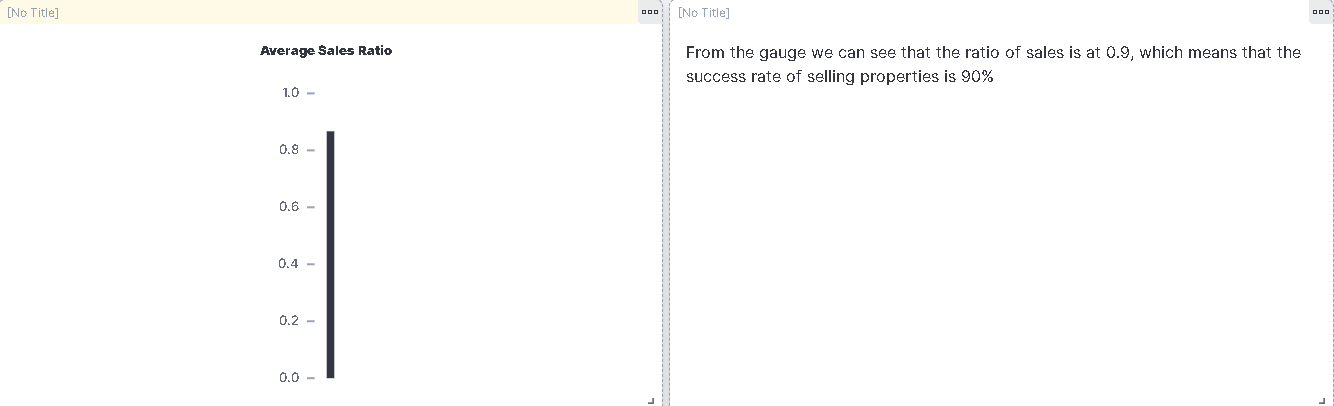 [No Title]
Average Sales Ratio
1.0
0.8
0.6
0.4
0.2
0.0
[No Title]
From the gauge we can see that the ratio of sales is at 0.9, which means that the
success rate of selling properties is 90%